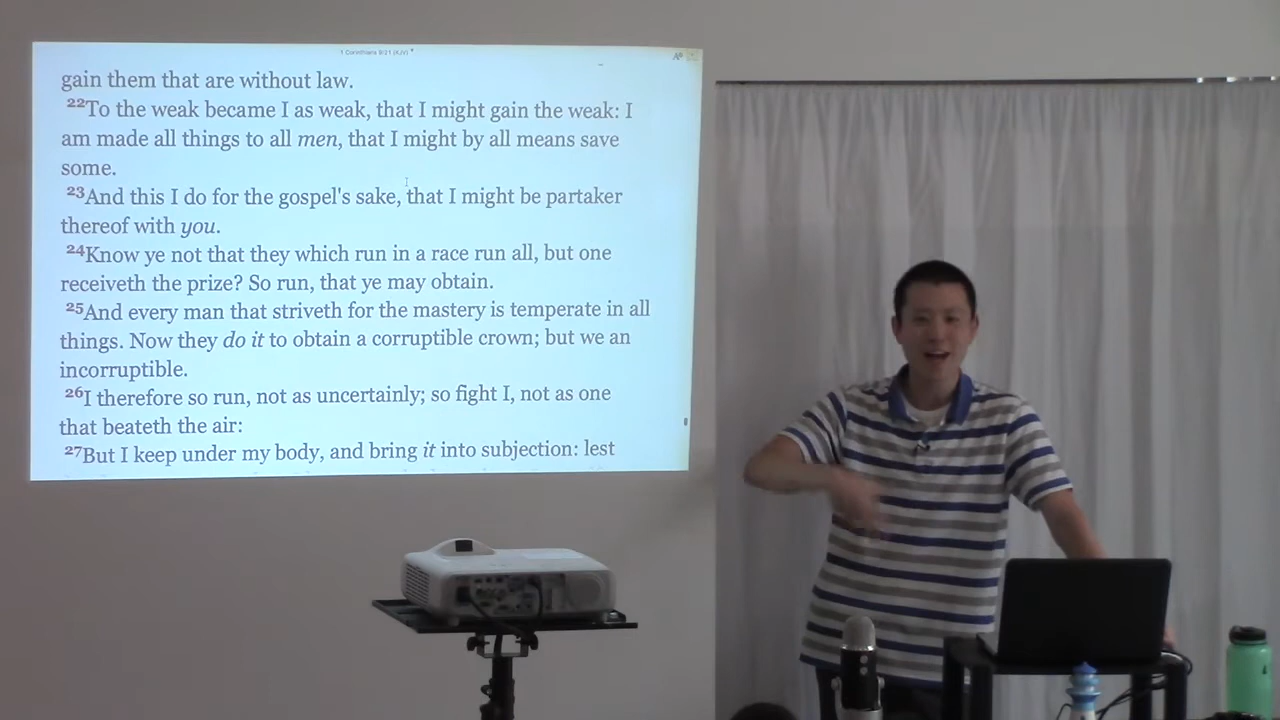 1 Corinthians 9:21 (KJV)
gain them that are without law.
22To the weak became I as weak, that I might gain the weak: I
am made all things to all men, that I might by all means save
some.
23And this I do for the gospel's sake, that I might be partaker
thereof with you.
24Know ye not that they which run in a race run all, but one
receiveth the prize? So run, that ye may obtain.
25And every man that striveth for the mastery is temperate in all
things. Now they do it to obtain a corruptible crown; but we an
incorruptible.
26I therefore so run, not as uncertainly; so fight I, not as one
that beateth the air:
27But I keep under my body, and bring it into subjection: lest